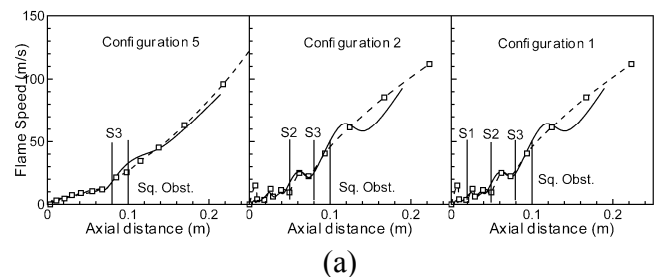 150
100
50
0
Flame Speed (m/s)
Configuration 5
S3
Sq. Obst.
0 0.1 0.2
Axial distance (m)
Configuration 2
S2 S3
Sq. Obst.
0.1 0.2
Axial distance (m)
Configuration 1
S1 S2 S3
Sq. Obst.
0.1 0.2
Axial distance (m)
(a)